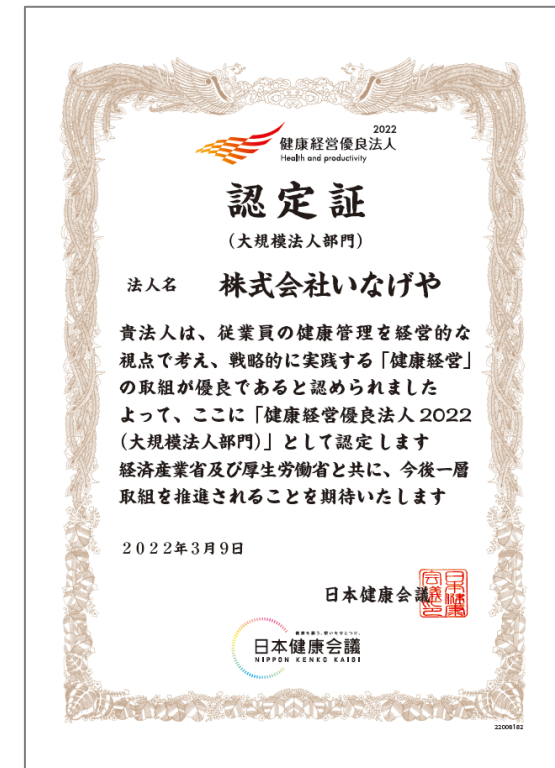 2022
健康経営優良法人
Health and productivity
認定証
(大規模法人部門)
法人名 株式会社いなげや
貴法人は、従業員の健康管理を経営的な
視点で考え、戦略的に実践する「健康経営」
の取組が優良であると認められました
よって、ここに「健康経営優良法人2022
(大規模法人部門)」として認定します
経済産業省及び厚生労働省と共に、今後一層
取組を推進されることを期待いたします
2022年3月9日
日本健康会議
日本健康会議印
日本健康会議
NIPPON KENKO KAIGI
22008182